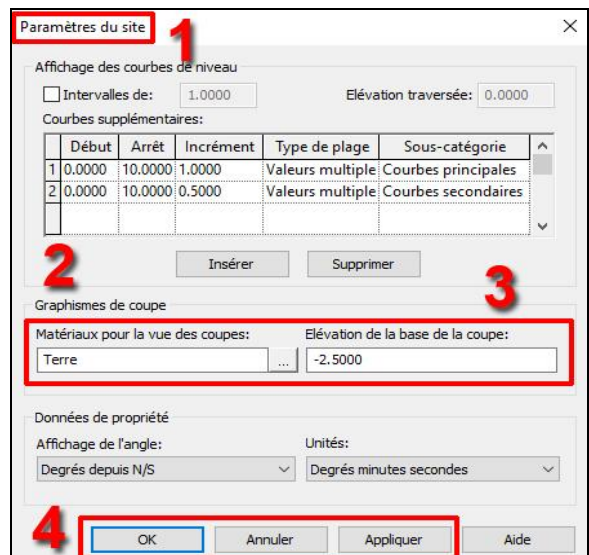 Paramètres du site
1
Affichage des courbes de niveau
Intervalles de: 1.0000 Elévation traversée: 0.0000
Courbes supplémentaires:
Début Arrêt Incrément Type de plage Sous-catégorie
1 0.0000 10.0000 1.0000 Valeurs multiple Courbes principales
2 0.0000 10.0000 0.5000 Valeurs multiple Courbes secondaires
2 Insérer Supprimer 3
Graphismes de coupe
Matériaux pour la vue des coupes: Elévation de la base de la coupe:
Terre ... -2.5000
Données de propriété
Affichage de l'angle: Unités:
Degrés depuis N/S Degrés minutes secondes
4 OK Annuler Appliquer Aide